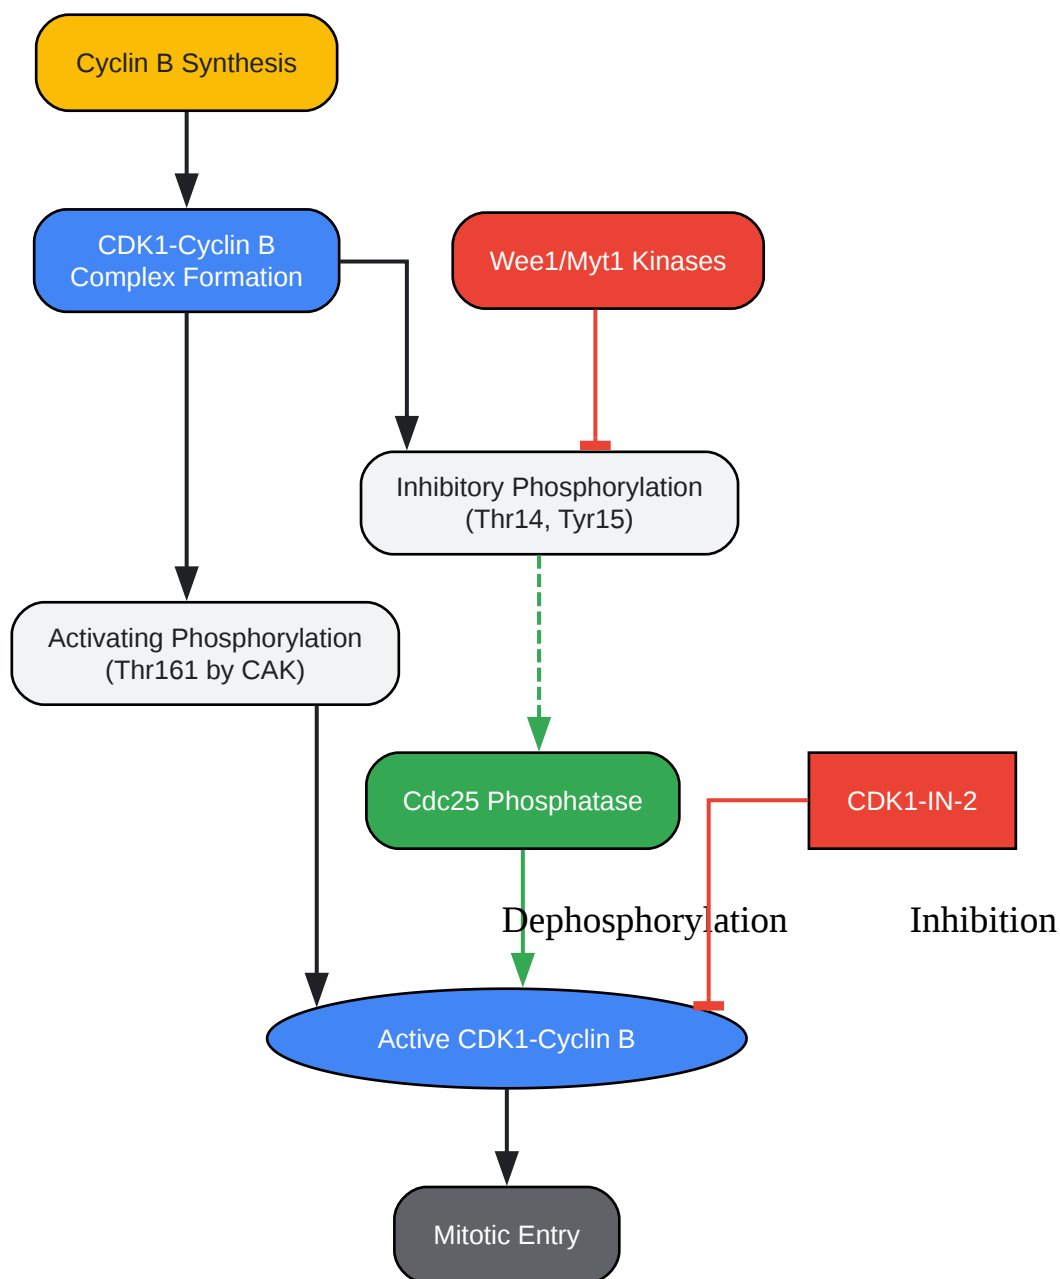 Cyclin B Synthesis
CDK1-Cyclin B
Complex Formation
Wee1/Myt1 Kinases
Inhibitory Phosphorylation
(Thr14, Tyr15)
Activating Phosphorylation
(Thr161 by CAK)
Cdc25 Phosphatase
CDK1-IN-2
Dephosphorylation
Inhibition
Active CDK1-Cyclin B
Mitotic Entry